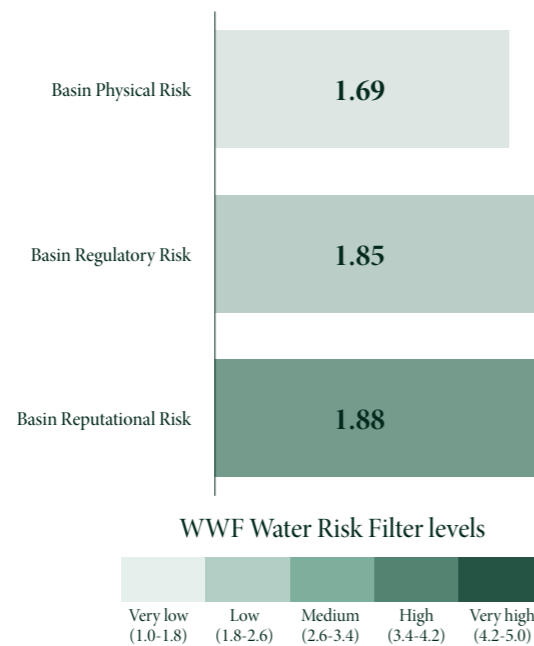 Basin Physical Risk
1.69
Basin Regulatory Risk
1.85
Basin Reputational Risk
1.88
WWF Water Risk Filter levels
Very low Low Medium High Very high
(1.0-1.8) (1.8-2.6) (2.6-3.4) (3.4-4.2) (4.2-5.0)